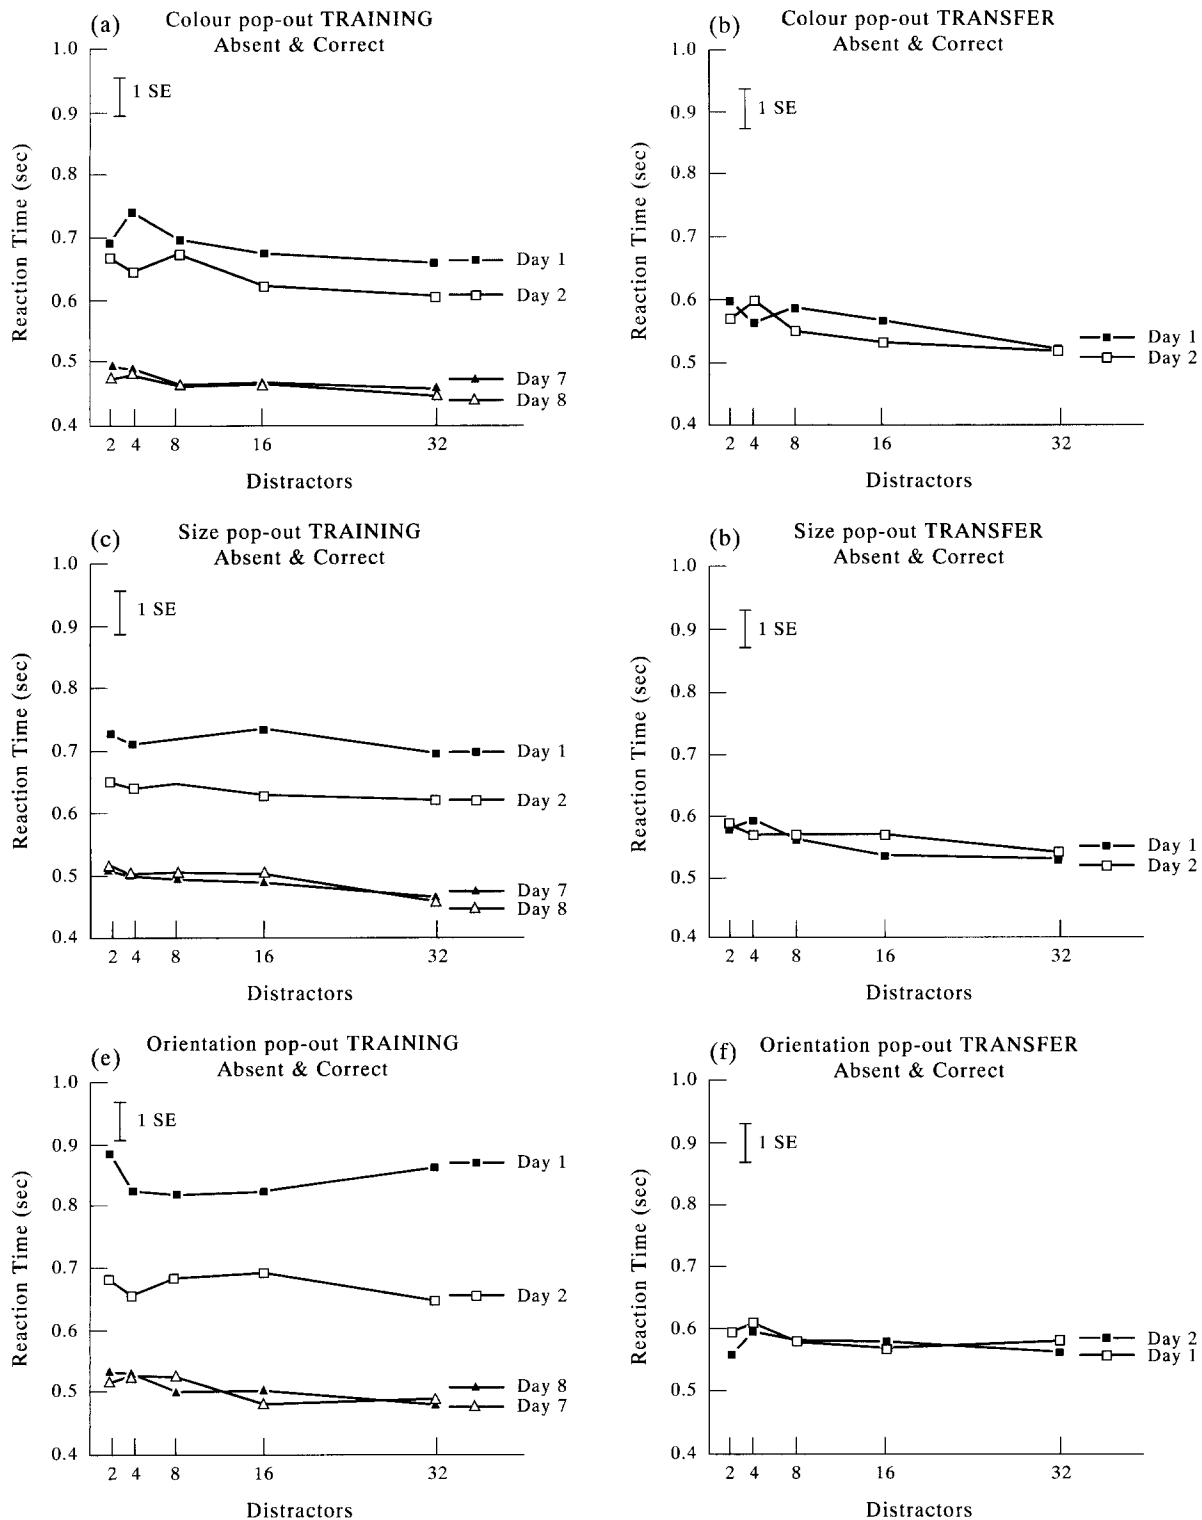 (a) Colour pop-out TRAINING
Absent & Correct
1.0
0.9
0.8
0.7
0.6
0.5
0.4
1 SE
Reaction Time (sec)
Day 1
Day 2
Day 7
Day 8
2 4 8 16 32
Distractors
(b) Colour pop-out TRANSFER
Absent & Correct
1.0
0.9
0.8
0.7
0.6
0.5
0.4
1 SE
Reaction Time (sec)
Day 1
Day 2
2 4 8 16 32
Distractors
(c) Size pop-out TRAINING
Absent & Correct
1.0
0.9
0.8
0.7
0.6
0.5
0.4
1 SE
Reaction Time (sec)
Day 1
Day 2
Day 7
Day 8
2 4 8 16 32
Distractors
(b) Size pop-out TRANSFER
Absent & Correct
1.0
0.9
0.8
0.7
0.6
0.5
0.4
1 SE
Reaction Time (sec)
Day 1
Day 2
2 4 8 16 32
Distractors
(e) Orientation pop-out TRAINING
Absent & Correct
1.0
0.9
0.8
0.7
0.6
0.5
0.4
1 SE
Reaction Time (sec)
Day 1
Day 2
Day 8
Day 7
2 4 8 16 32
Distractors
(f) Orientation pop-out TRANSFER
Absent & Correct
1.0
0.9
0.8
0.7
0.6
0.5
0.4
1 SE
Reaction Time (sec)
Day 2
Day 1
2 4 8 16 32
Distractors